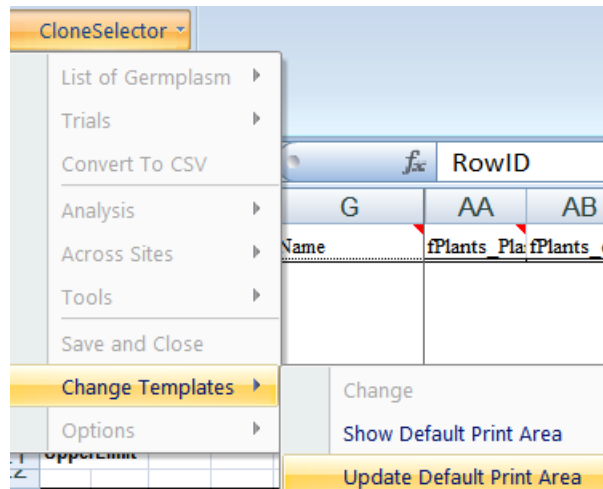 CloneSelector
List of Germplasm
Trials
Convert To CSV
fx RowID
Analysis
G AA AB
Across Sites
Name fPlants_Pla fPlants_
Tools
Save and Close
Change Templates
Change
Options
Show Default Print Area
UpperLimit
Update Default Print Area